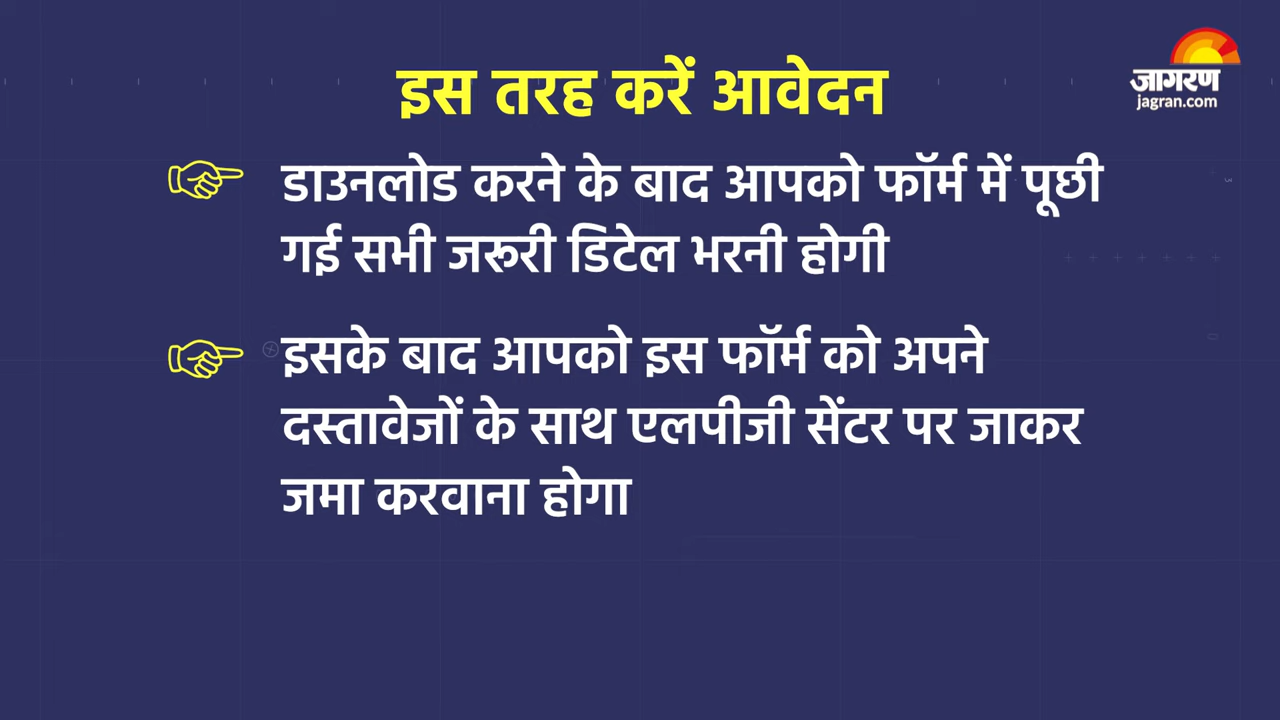 इस तरह करें आवेदन
जागरण
jagran.com
डाउनलोड करने के बाद आपको फॉर्म में पूछी
गई सभी जरूरी डिटेल भरनी होगी
इसके बाद आपको इस फॉर्म को अपने
दस्तावेजों के साथ एलपीजी सेंटर पर जाकर
जमा करवाना होगा